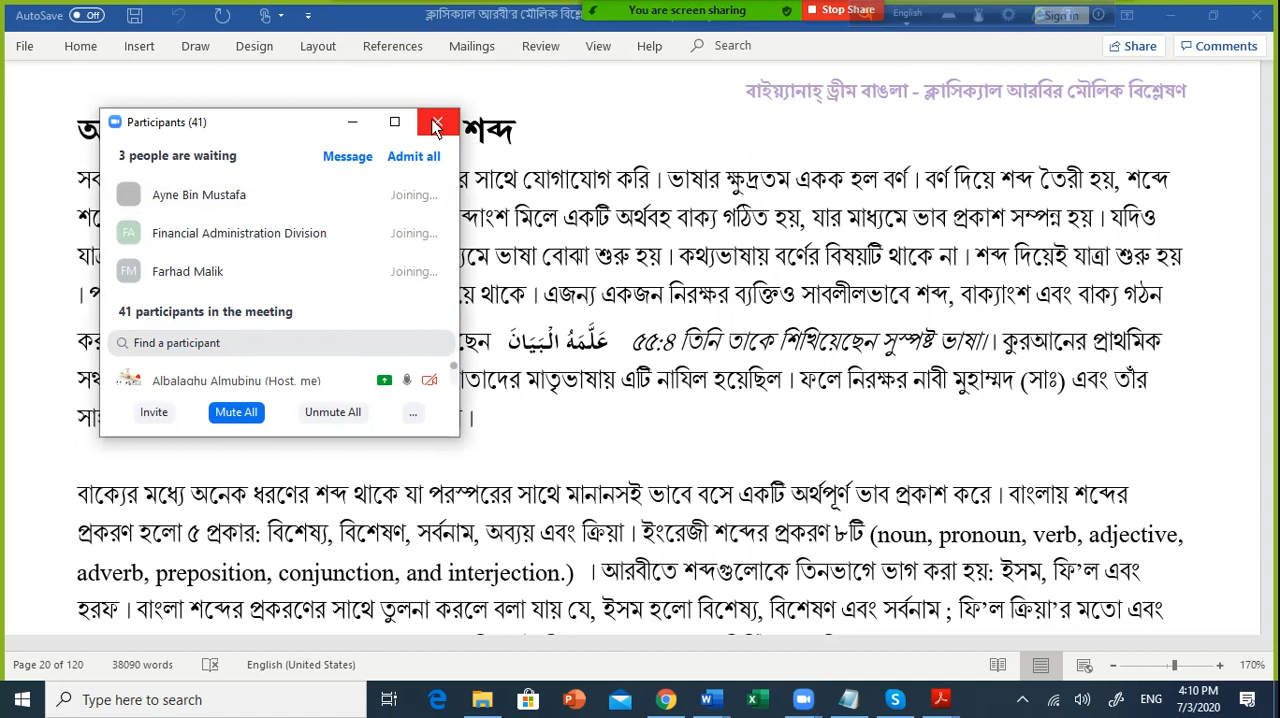 AutoSave Off
ক্লাসিক্যাল আরবী'র মৌলিক বিশ্লে
You are screen sharing
Stop Share
English
Sign in
File Home Insert Draw Design Layout References Mailings Review View Help Search Share Comments
বাইয়্যানাহ্ ড্রীম বাঙলা - ক্লাসিক্যাল আরবির মৌলিক বিশ্লেষণ
শব্দ
র সাথে যোগাযোগ করি। ভাষার ক্ষুদ্রতম একক হল বর্ণ। বর্ণ দিয়ে শব্দ তৈরী হয়, শব্দে
ব্দাংশ মিলে একটি অর্থবহ বাক্য গঠিত হয়, যার মাধ্যমে ভাব প্রকাশ সম্পন্ন হয়। যদিও
্যমে ভাষা বোঝা শুরু হয়। কথ্যভাষায় বর্ণের বিষয়টি থাকে না। শব্দ দিয়েই যাত্রা শুরু হয়
য়ে থাকে। এজন্য একজন নিরক্ষর ব্যক্তিও সাবলীলভাবে শব্দ, বাক্যাংশ এবং বাক্য গঠন
ছেন عَلَّمَهُ الْبَيَانَ ৫৫:৪ তিনি তাকে শিখিয়েছেন সুস্পষ্ট ভাষা। কুরআনের প্রাথমিক
তাদের মাতৃভাষায় এটি নাযিল হয়েছিল। ফলে নিরক্ষর নাবী মুহাম্মদ (সাঃ) এবং তাঁর
সাঃ ।
Participants (41)
3 people are waiting Message Admit all
Ayne Bin Mustafa Joining...
FA Financial Administration Division Joining...
FM Farhad Malik Joining...
41 participants in the meeting
Find a participant
Albalaghu Almubinu (Host, me)
Invite Mute All Unmute All ...
বাক্যের মধ্যে অনেক ধরণের শব্দ থাকে যা পরস্পরের সাথে মানানসই ভাবে বসে একটি অর্থপূর্ণ ভাব প্রকাশ করে। বাংলায় শব্দের
প্রকরণ হলো ৫ প্রকার: বিশেষ্য, বিশেষণ, সর্বনাম, অব্যয় এবং ক্রিয়া। ইংরেজী শব্দের প্রকরণ ৮টি (noun, pronoun, verb, adjective,
adverb, preposition, conjunction, and interjection.) । আরবীতে শব্দগুলোকে তিনভাগে ভাগ করা হয়: ইসম, ফি'ল এবং
হরফ। বাংলা শব্দের প্রকরণের সাথে তুলনা করলে বলা যায় যে, ইসম হলো বিশেষ্য, বিশেষণ এবং সর্বনাম ; ফি'ল ক্রিয়া'র মতো এবং
Page 20 of 120 38090 words English (United States) 170%
Type here to search
ENG
4:10 PM
7/3/2020